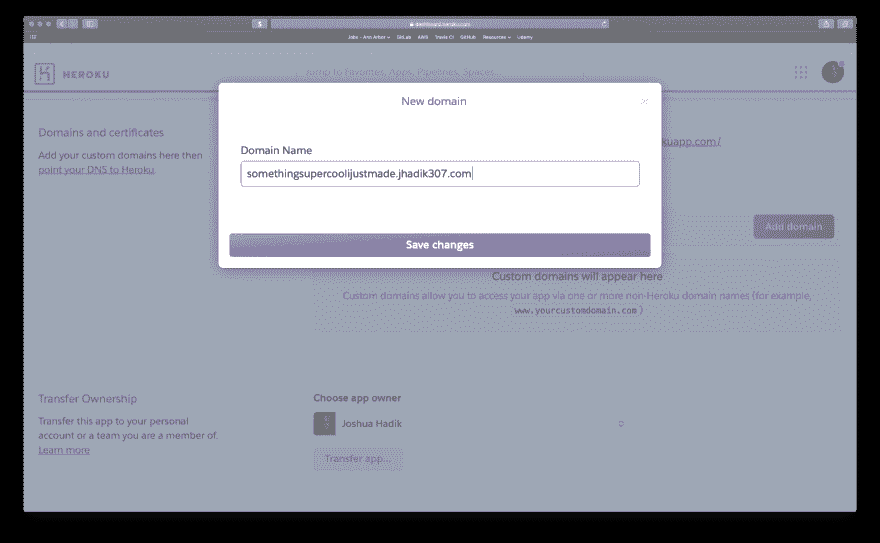 dashboard.heroku.com
Jobs - Ann Arbor GitLab AWS Travis CI GitHub Resources Udemy
HEROKU
Jump to Favorites, Apps, Pipelines, Spaces...
New domain
Domains and certificates
Add your custom domains here then
point your DNS to Heroku.
kuapp.com/
Domain Name
somethingsupercoolijustmade.jhadik307.com
Add domain
Save changes
Custom domains will appear here
Custom domains allow you to access your app via one or more non-Heroku domain names (for example,
www.yourcustomdomain.com )
Transfer Ownership
Transfer this app to your personal
account or a team you are a member of.
Learn more
Choose app owner
Joshua Hadik
Transfer app...